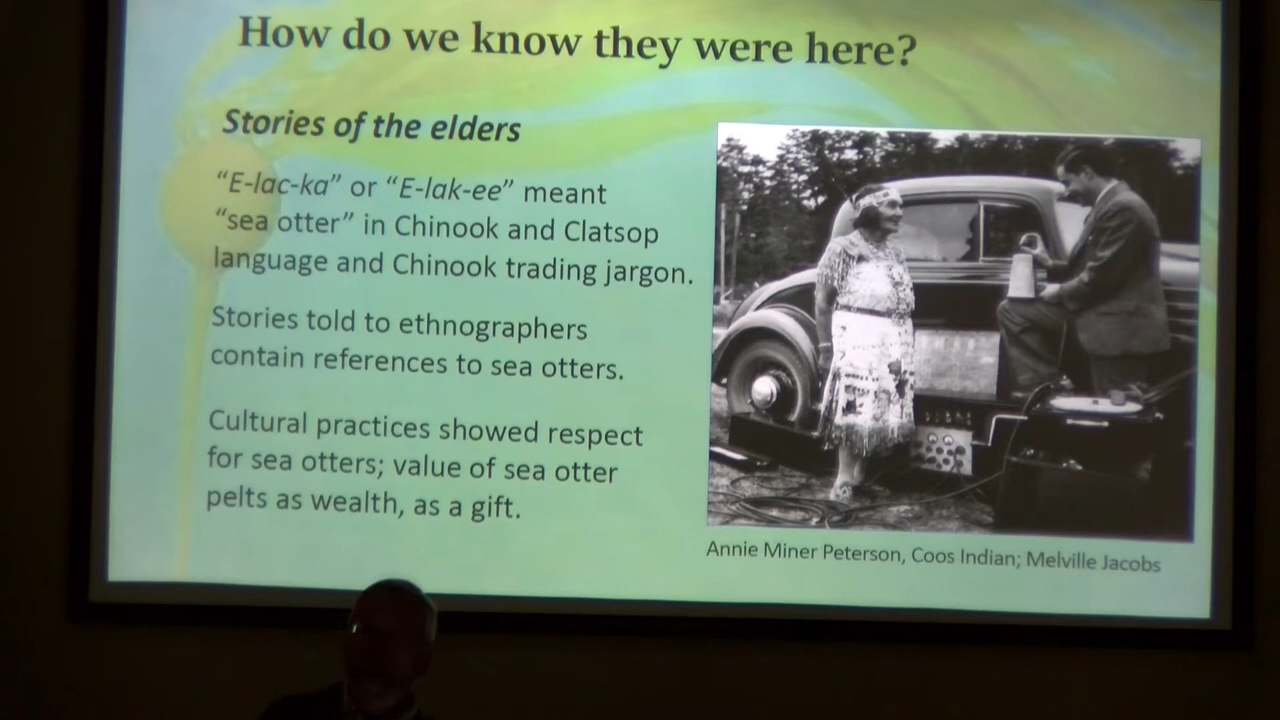 How do we know they were here?
Stories of the elders
“E-lac-ka” or “E-lak-ee” meant
“sea otter” in Chinook and Clatsop
language and Chinook trading jargon.
Stories told to ethnographers
contain references to sea otters.
Cultural practices showed respect
for sea otters; value of sea otter
pelts as wealth, as a gift.
Annie Miner Peterson, Coos Indian; Melville Jacobs